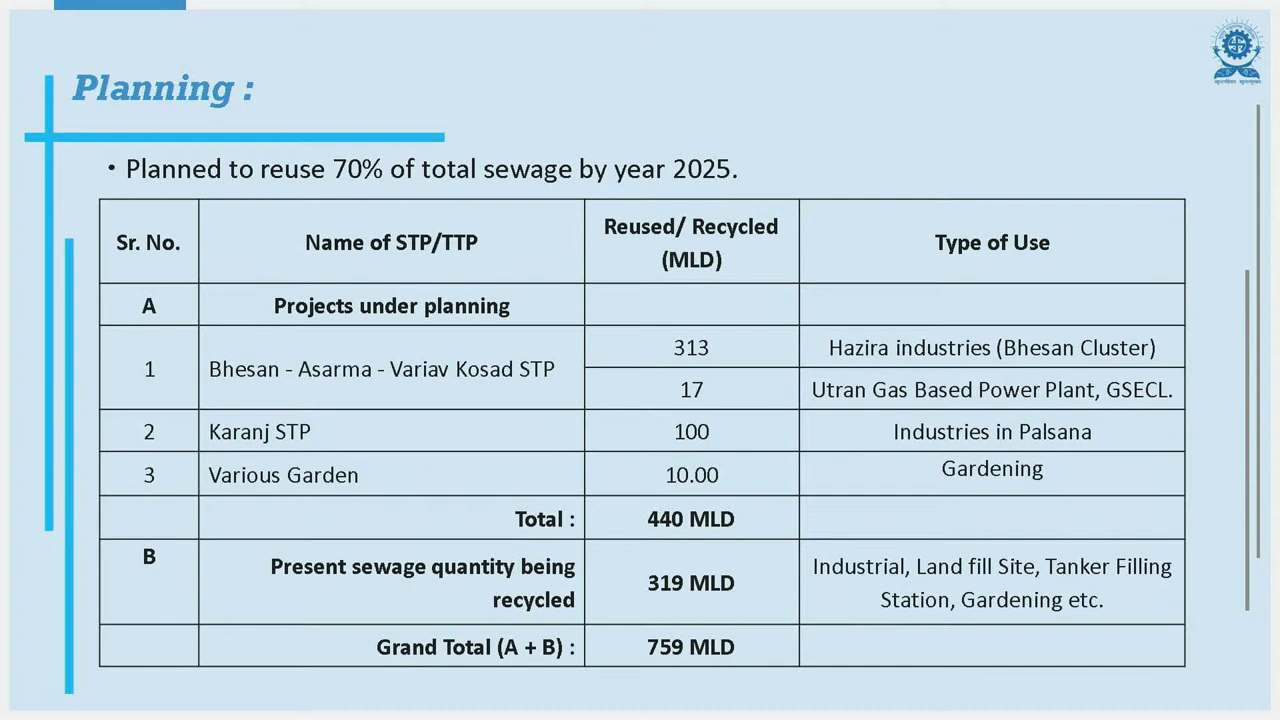 Planning :
• Planned to reuse 70% of total sewage by year 2025.
Sr. No. Name of STP/TTP Reused/ Recycled (MLD) Type of Use
A Projects under planning
1 Bhesan - Asarma - Variav Kosad STP 313 Hazira industries (Bhesan Cluster)
17 Utran Gas Based Power Plant, GSECL.
2 Karanj STP 100 Industries in Palsana
3 Various Garden 10.00 Gardening
Total : 440 MLD
B Present sewage quantity being recycled 319 MLD Industrial, Land fill Site, Tanker Filling Station, Gardening etc.
Grand Total (A + B) : 759 MLD